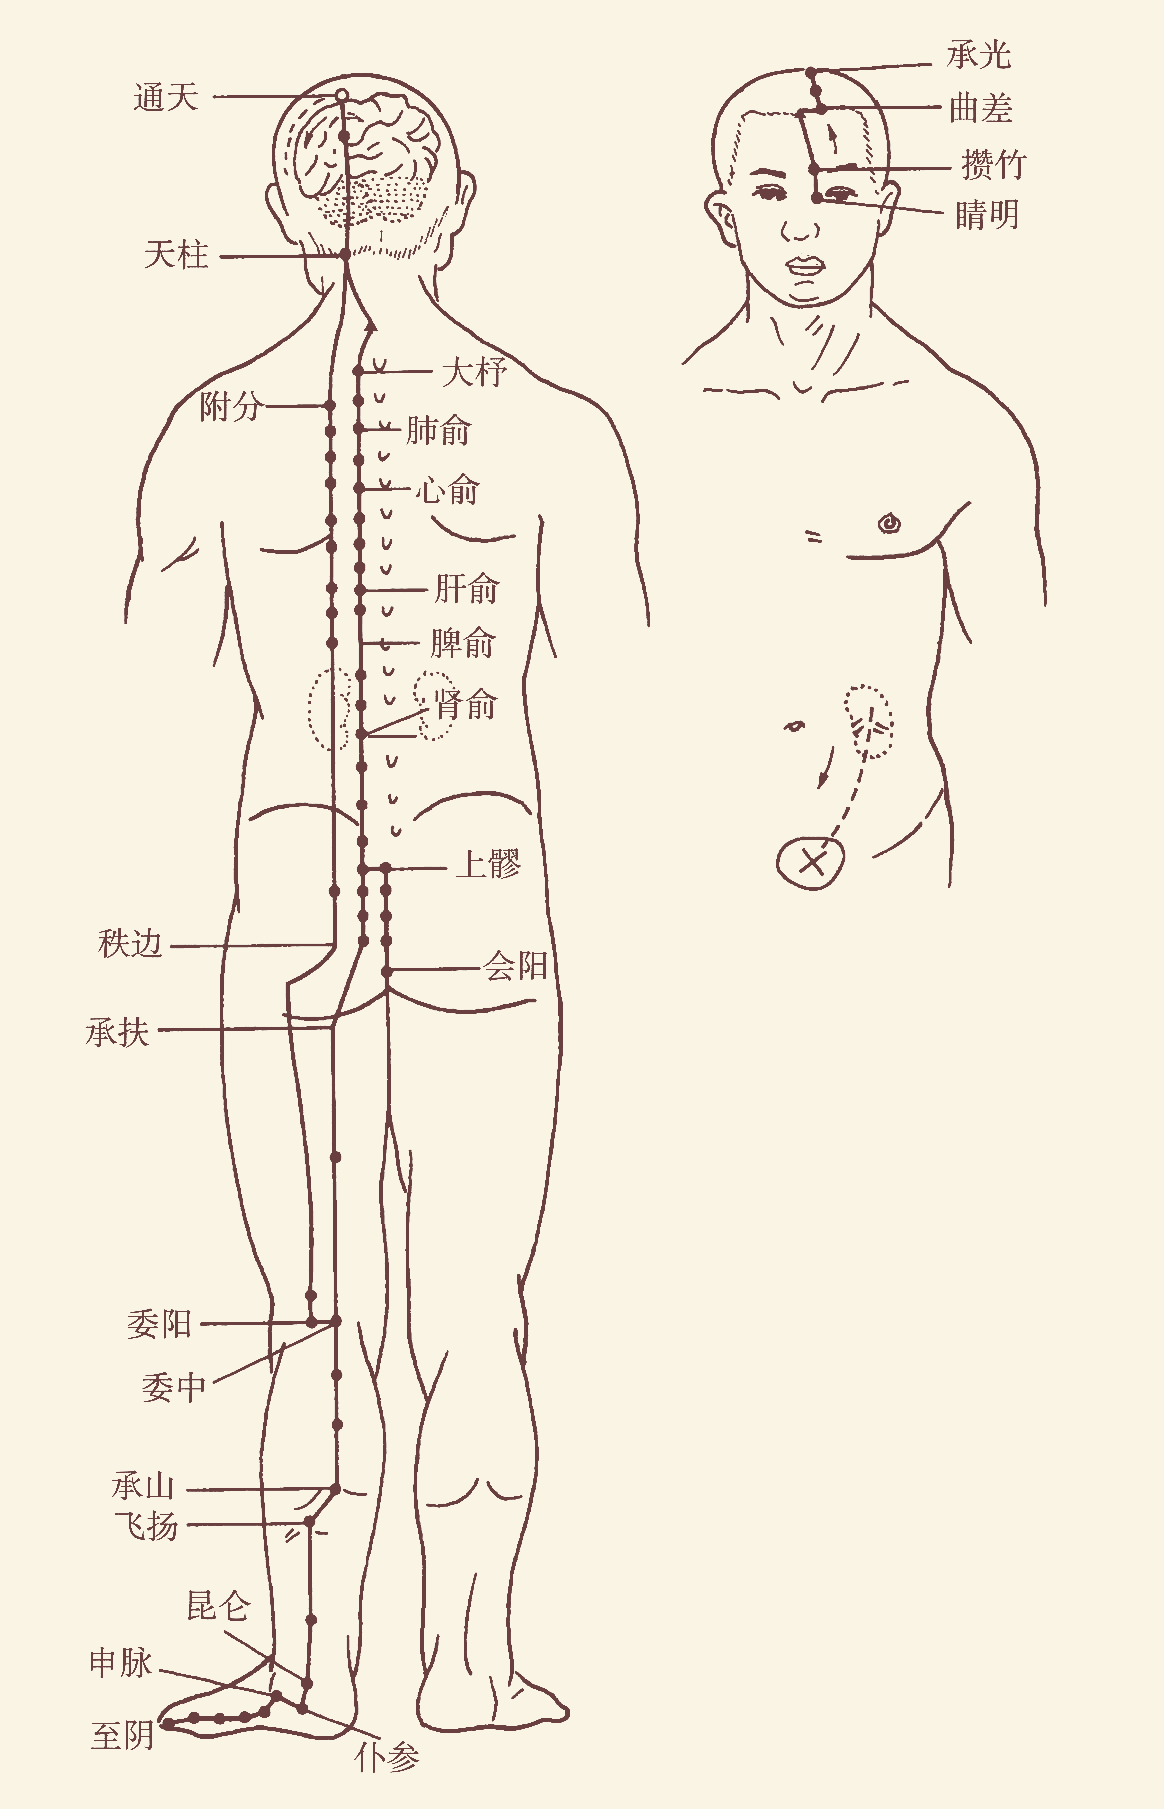 通天
天柱
附分
大杼
肺俞
心俞
肝俞
脾俞
肾俞
上髎
秩边
会阳
承扶
委阳
委中
承山
飞扬
昆仑
申脉
至阴
仆参
承光
曲差
攒竹
睛明